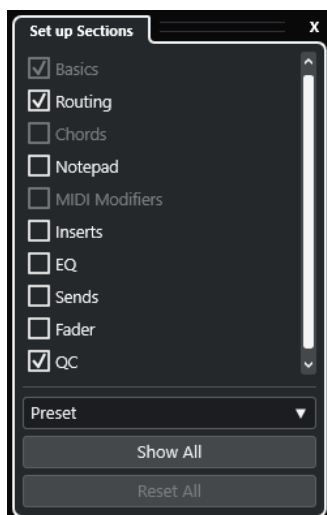 Set up Sections
X
Basics
Routing
Chords
Notepad
MIDI Modifiers
Inserts
EQ
Sends
Fader
QC
Preset
Show All
Reset All